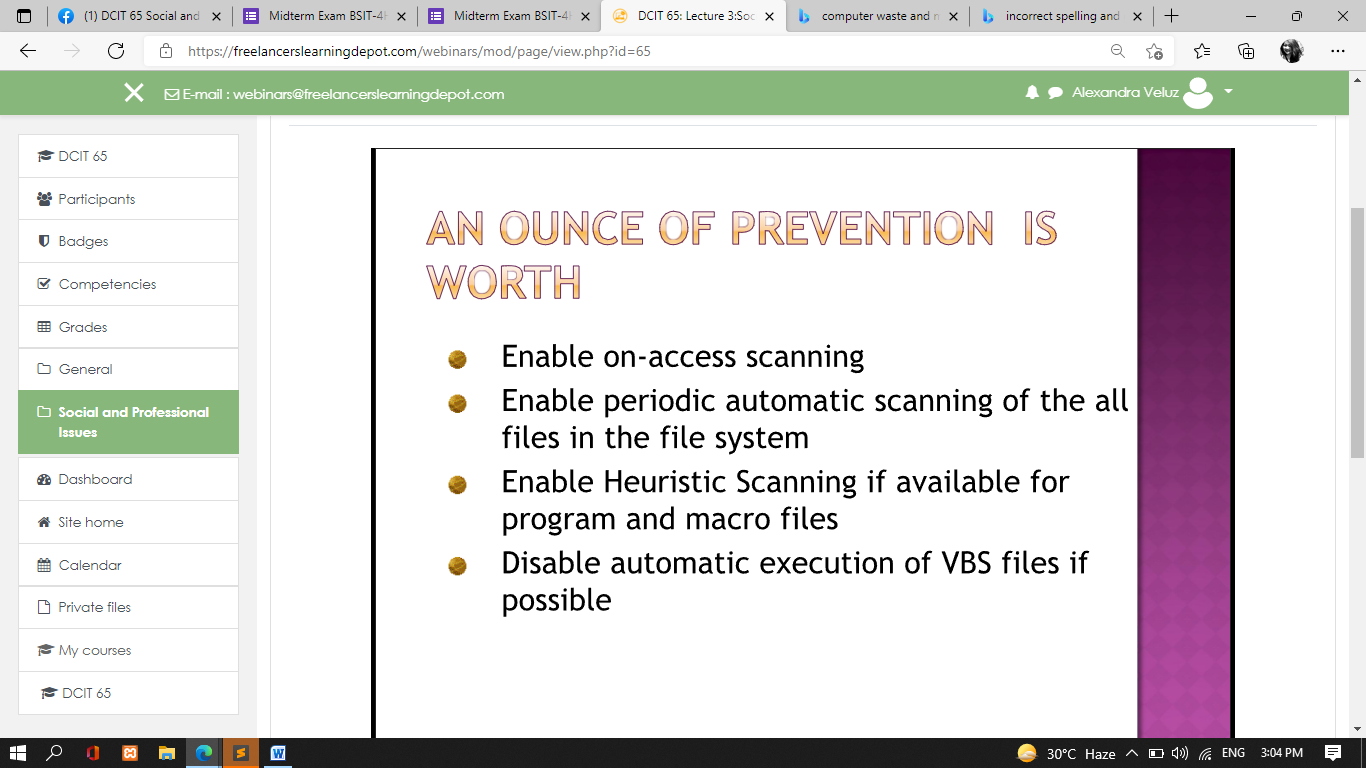 (1) DCIT 65 Social and
Midterm Exam BSIT-4
Midterm Exam BSIT-4
DCIT 65: Lecture 3:Soc
computer waste and
incorrect spelling and
https://freelancerslearningdepot.com/webinars/mod/page/view.php?id=65
E-mail : webinars@freelancerslearningdepot.com
Alexandra Veluz
DCIT 65
Participants
Badges
Competencies
Grades
General
Social and Professional
Issues
Dashboard
Site home
Calendar
Private files
My courses
DCIT 65
AN OUNCE OF PREVENTION IS
WORTH
Enable on-access scanning
Enable periodic automatic scanning of the all
files in the file system
Enable Heuristic Scanning if available for
program and macro files
Disable automatic execution of VBS files if
possible
30°C Haze
ENG
3:04 PM